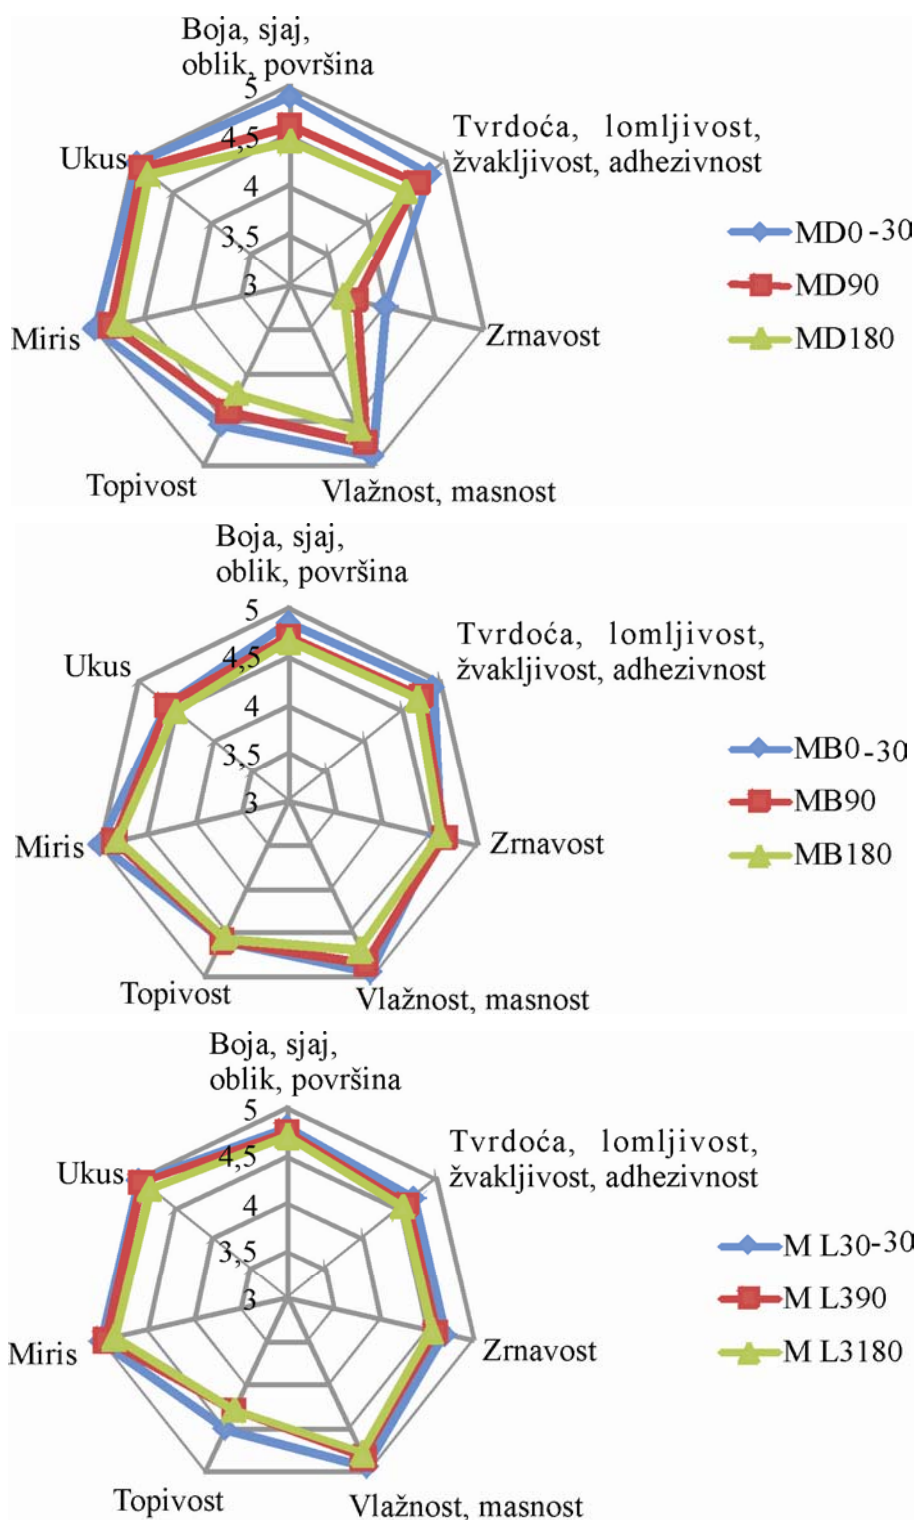 Boja, sjaj,
oblik, površina
5
Tvrdoća, lomljivost,
žvakljivost, adhezivnost
4,5
Ukus
4
3,5
3
MD0-30
MD90
MD180
Miris
Zrnavost
Topivost
Vlažnost, masnost
Boja, sjaj,
oblik, površina
5
Tvrdoća, lomljivost,
žvakljivost, adhezivnost
4,5
Ukus
4
3,5
3
MB0-30
MB90
MB180
Miris
Zrnavost
Topivost
Vlažnost, masnost
Boja, sjaj,
oblik, površina
5
Tvrdoća, lomljivost,
žvakljivost, adhezivnost
4,5
Ukus
4
3,5
3
M L30-30
M L390
M L3180
Miris
Zrnavost
Topivost
Vlažnost, masnost